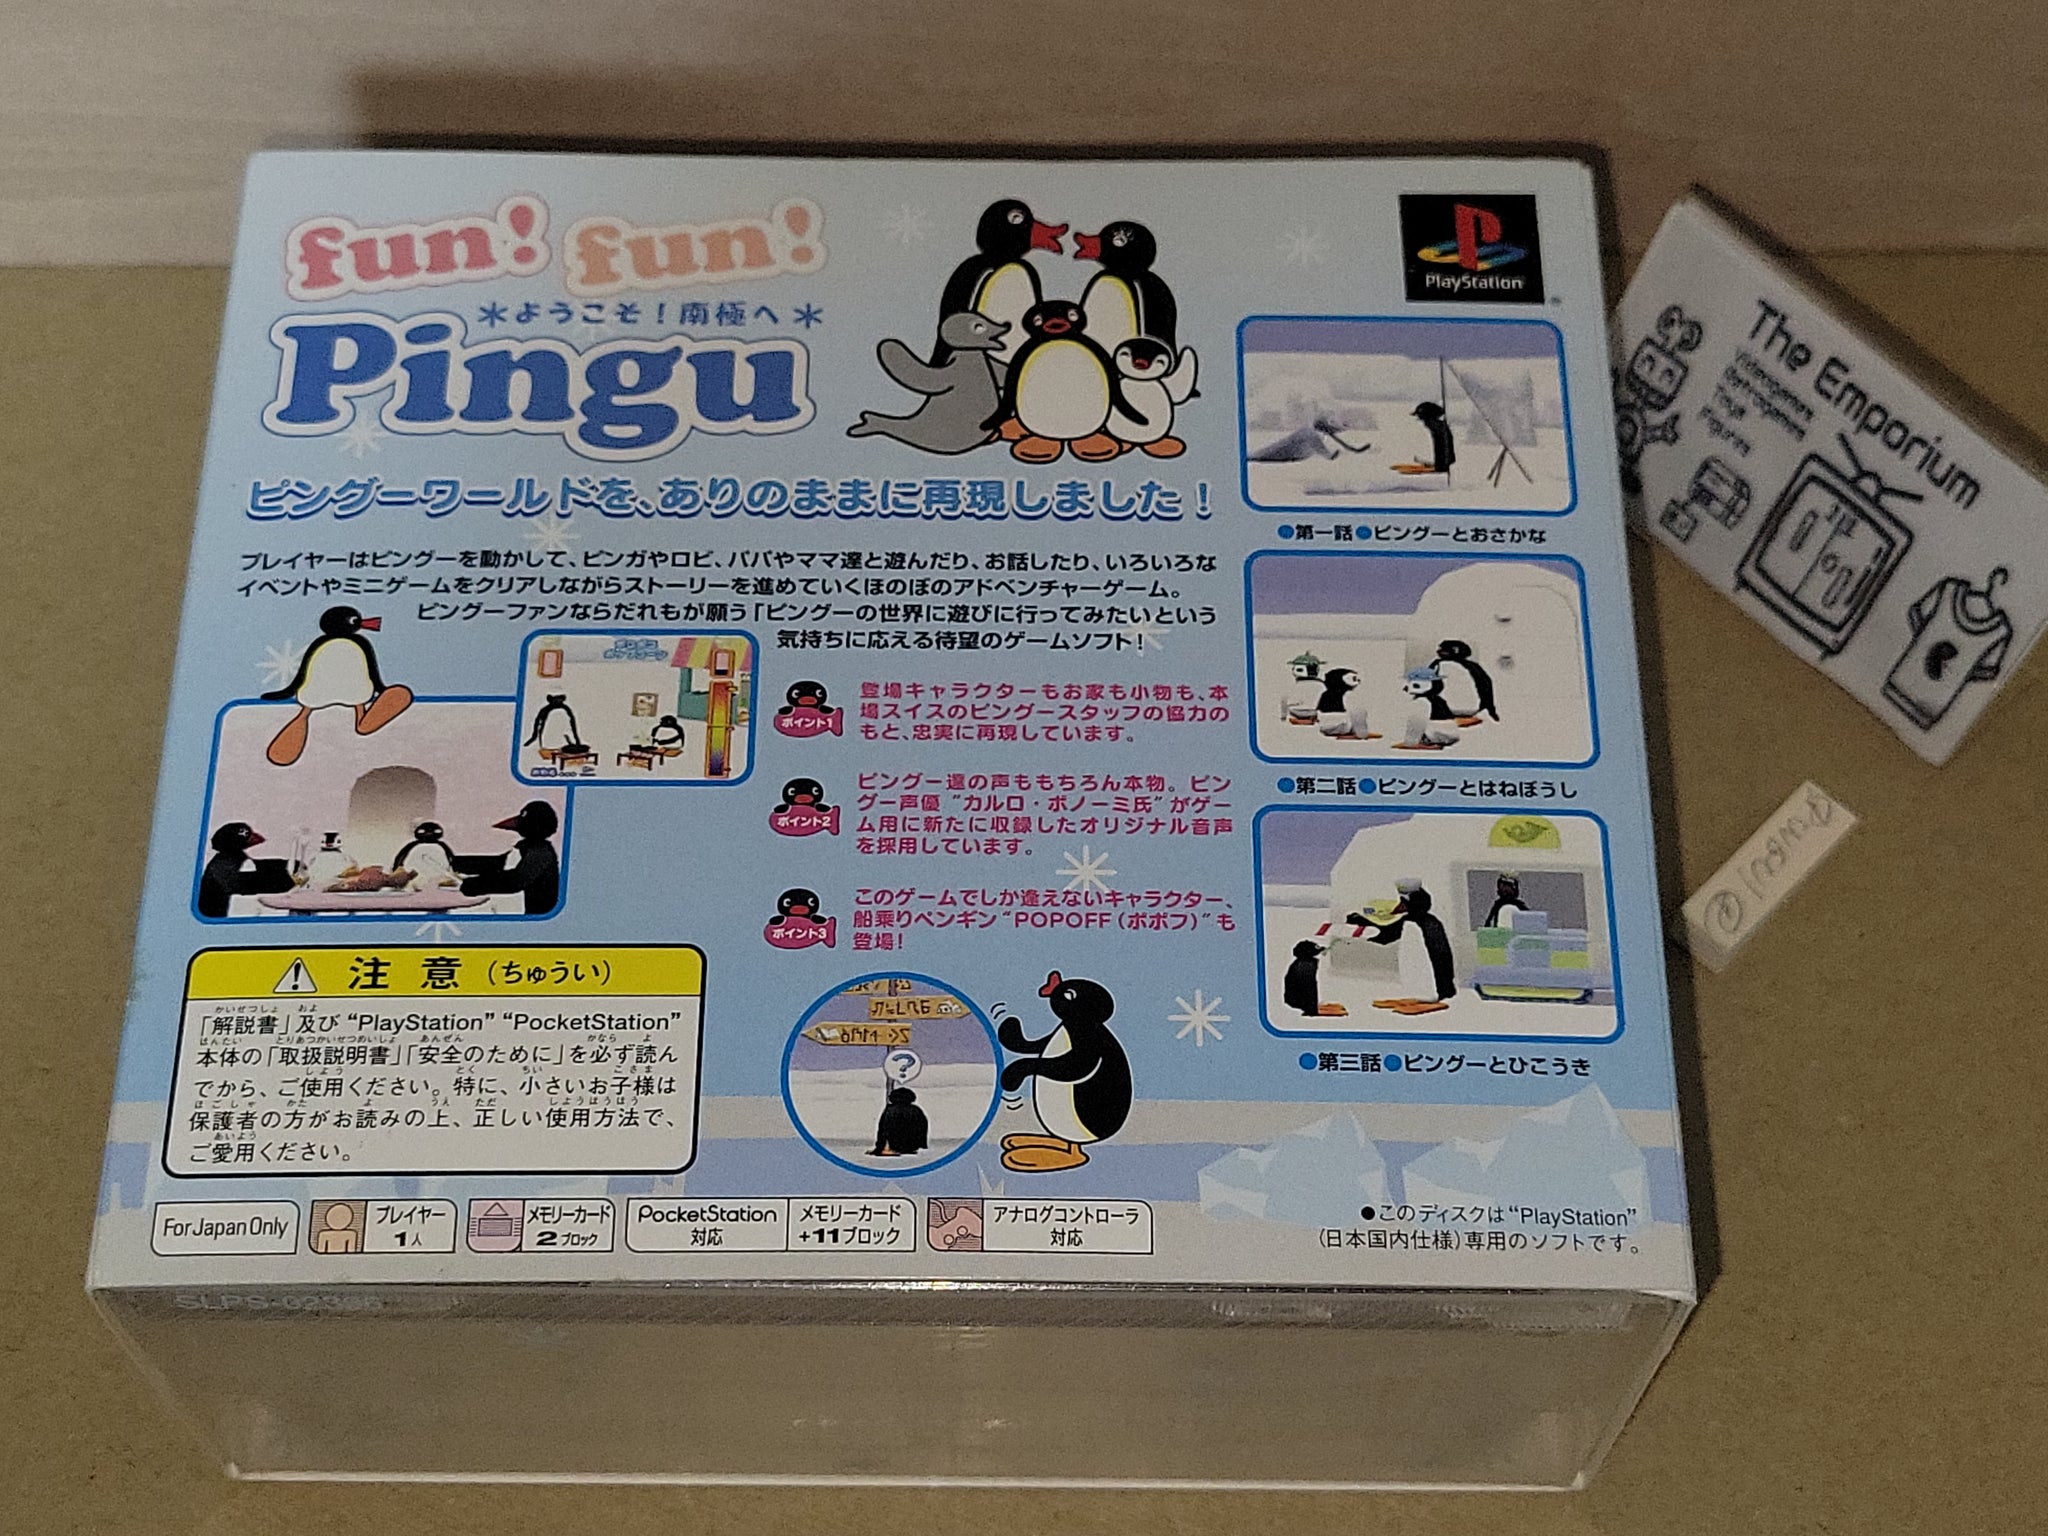 fun! fun!
＊ようこそ！南極へ＊
Pingu
PlayStation
ピングーワールドを、ありのままに再現しました！
プレイヤーはピングーを動かして、ピンガやロビ、パパやママ達と遊んだり、お話したり、いろいろな
イベントやミニゲームをクリアしながらストーリーを進めていくほのぼのアドベンチャーゲーム。
ピングーファンならだれもが願う「ピングーの世界に遊びに行ってみたいという
気持ちに応える待望のゲームソフト！
ポイント1
登場キャラクターもお家も小物も、本
場スイスのピングースタッフの協力の
もと、忠実に再現しています。
ポイント2
ピングー達の声ももちろん本物。ピン
グー声優“カルロ・ボノーミ氏”がゲー
ム用に新たに収録したオリジナル音声
を採用しています。
ポイント3
このゲームでしか逢えないキャラクター、
船乗りペンギン“POPOFF（ポポフ）”も
登場！
●第一話●ピングーとおさかな
●第二話●ピングーとはねぼうし
●第三話●ピングーとひこうき
?
注意（ちゅうい）
「解説書」及び“PlayStation”“PocketStation”
本体の「取扱説明書」「安全のために」を必ず読ん
でから、ご使用ください。特に、小さいお子様は
保護者の方がお読みの上、正しい使用方法で、
ご愛用ください。
For Japan Only
プレイヤー
1人
メモリーカード
2ブロック
PocketStation
対応
メモリーカード
+11ブロック
アナログコントローラ
対応
●このディスクは“PlayStation”
（日本国内仕様）専用のソフトです。
The Emporium